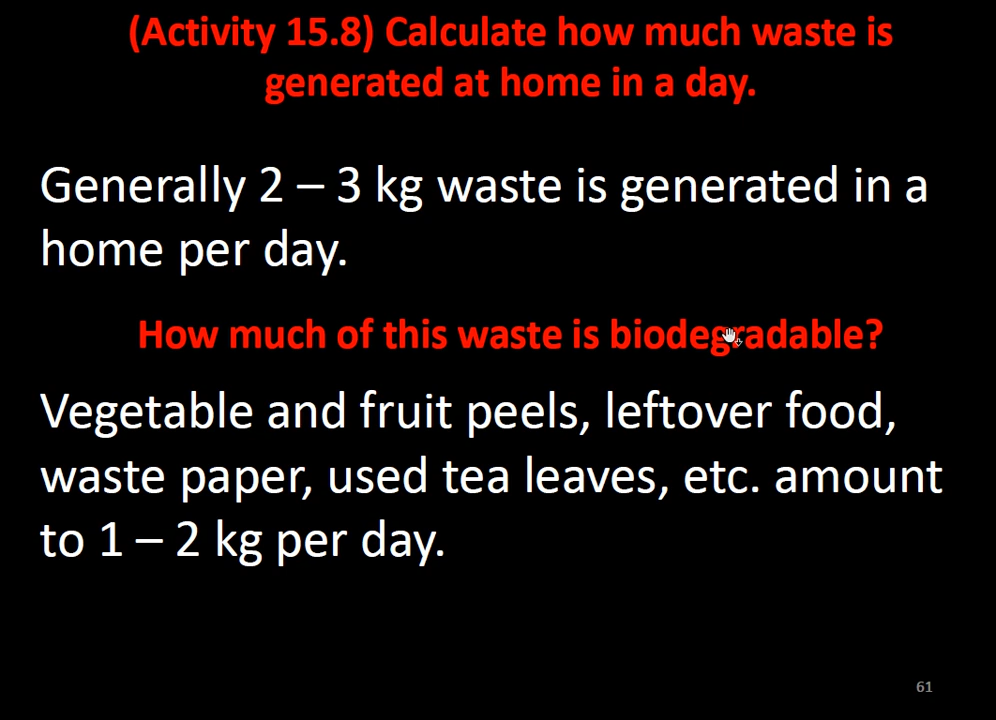 (Activity 15.8) Calculate how much waste is
generated at home in a day.
Generally 2 – 3 kg waste is generated in a
home per day.
How much of this waste is biodegradable?
Vegetable and fruit peels, leftover food,
waste paper, used tea leaves, etc. amount
to 1 – 2 kg per day.
61